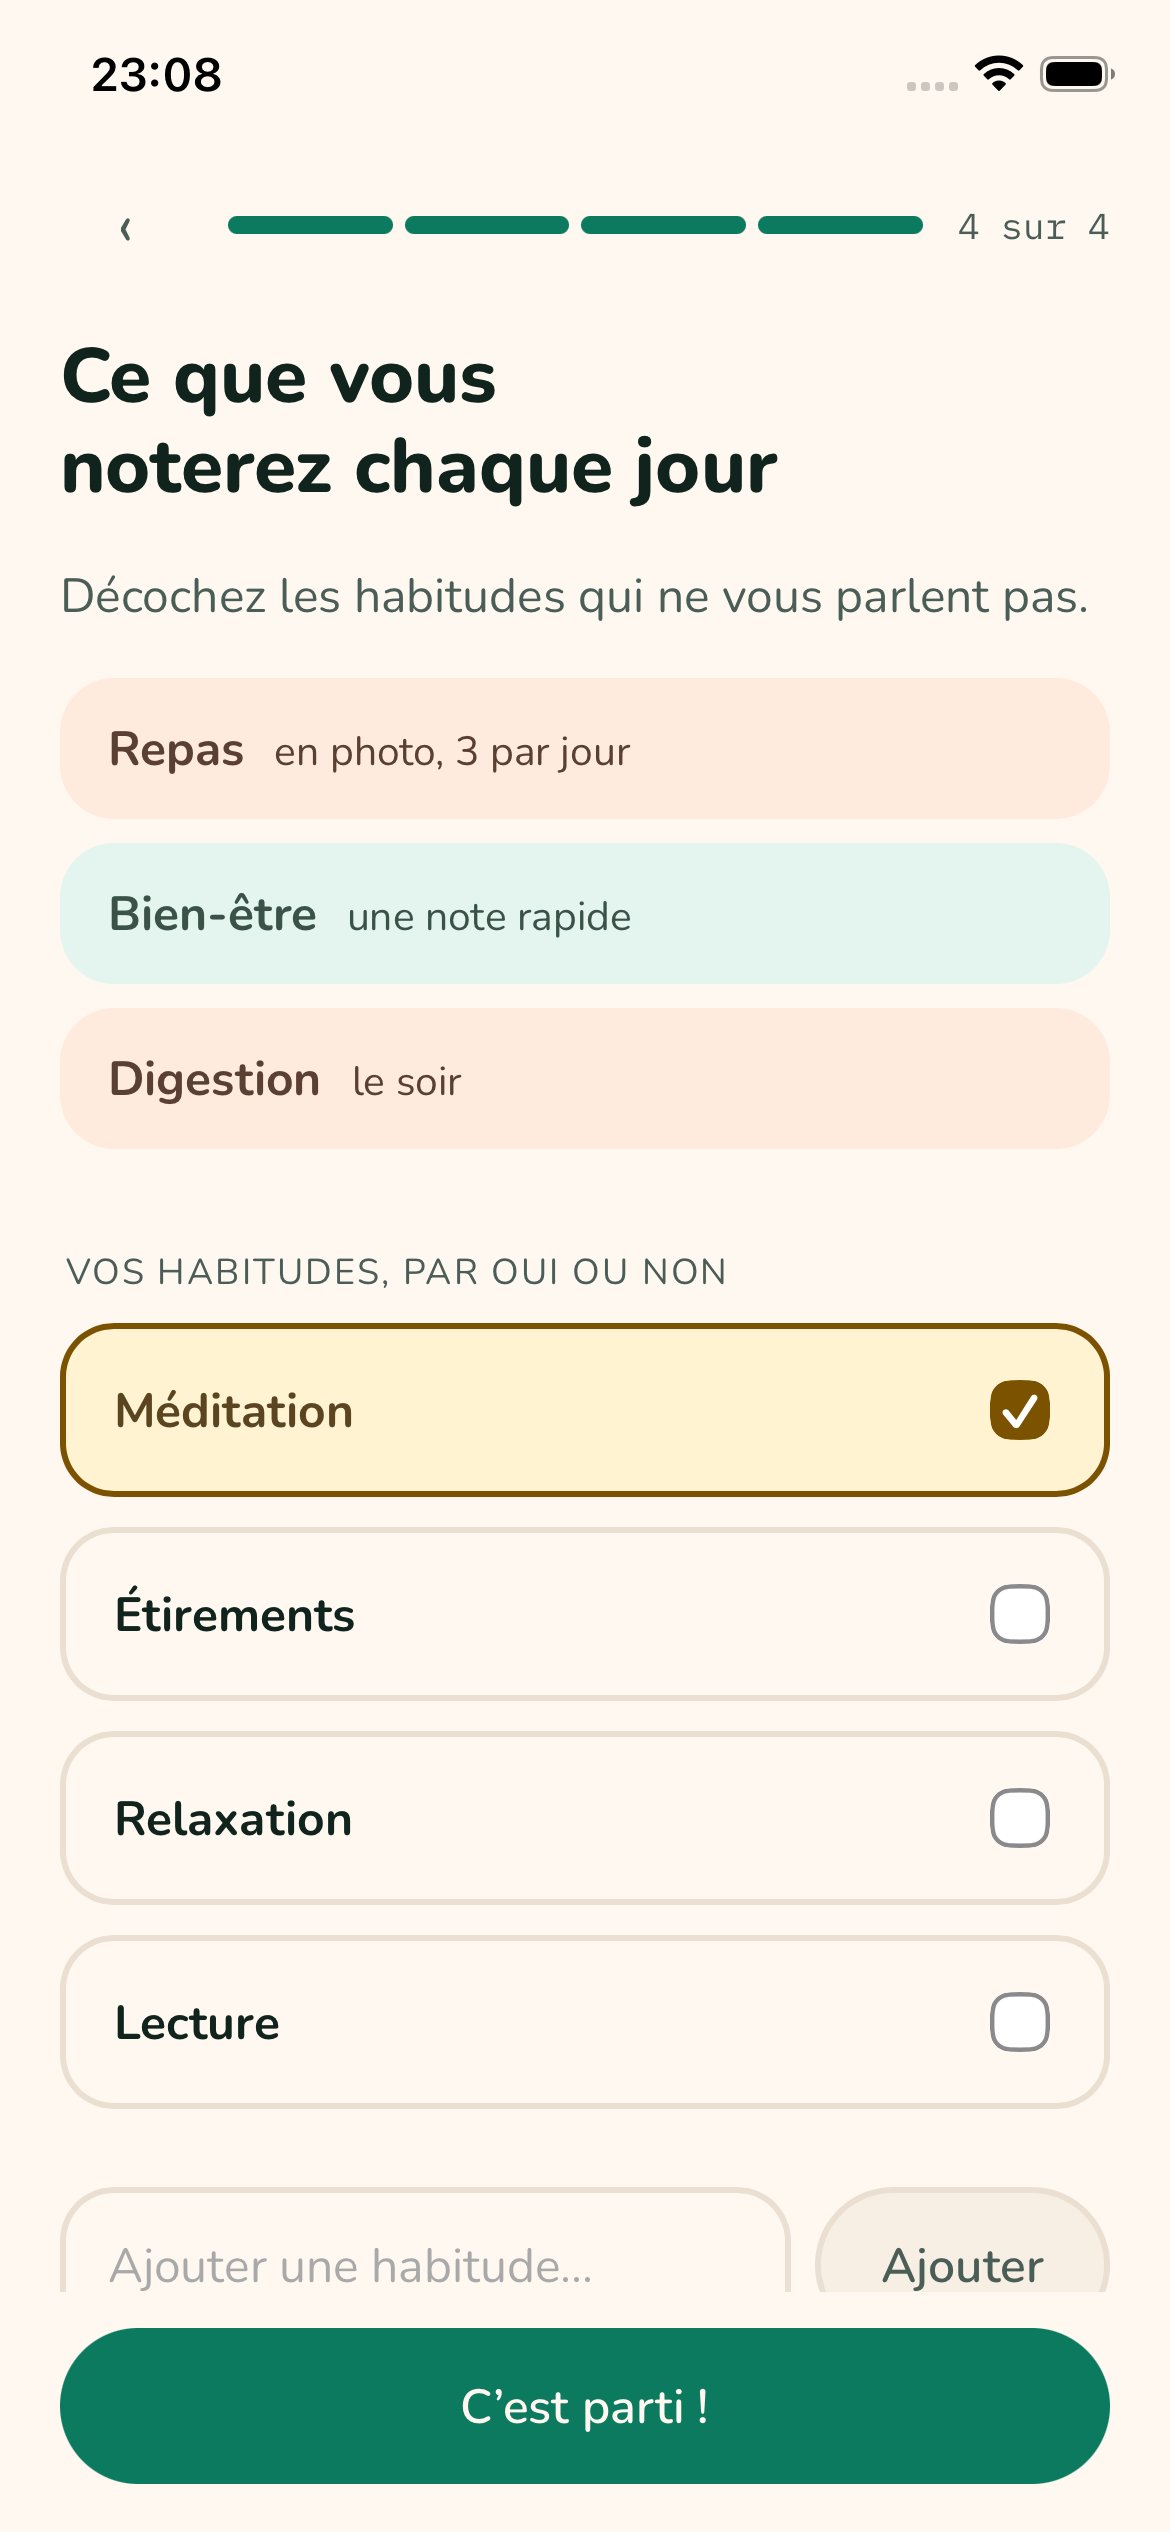 23:08
4 sur 4
Ce que vous
noterez chaque jour
Décochez les habitudes qui ne vous parlent pas.
Repas en photo, 3 par jour
Bien-être une note rapide
Digestion le soir
VOS HABITUDES, PAR OUI OU NON
Méditation
Étirements
Relaxation
Lecture
Ajouter une habitude... Ajouter
C’est parti !